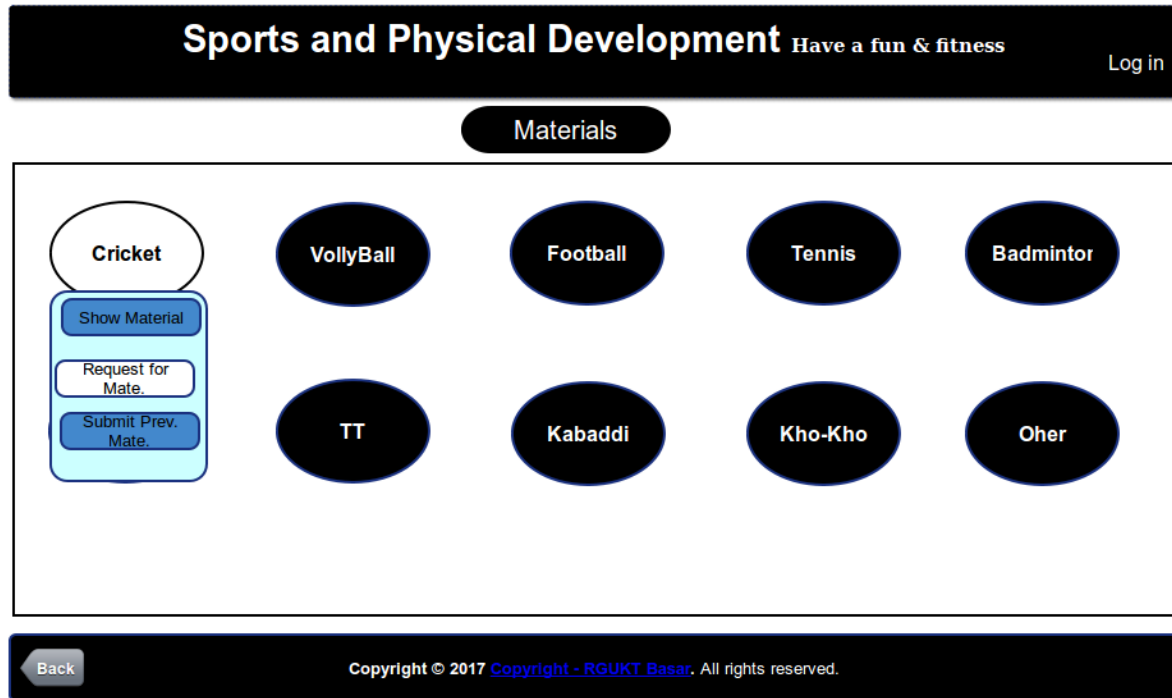 Sports and Physical Development Have a fun & fitness
Log in
Materials
Cricket
VollyBall
Football
Tennis
Badmintor
Show Material
Request for
Mate.
Submit Prev.
Mate.
TT
Kabaddi
Kho-Kho
Oher
Back
Copyright © 2017 Copyright - RGUKT Basar. All rights reserved.